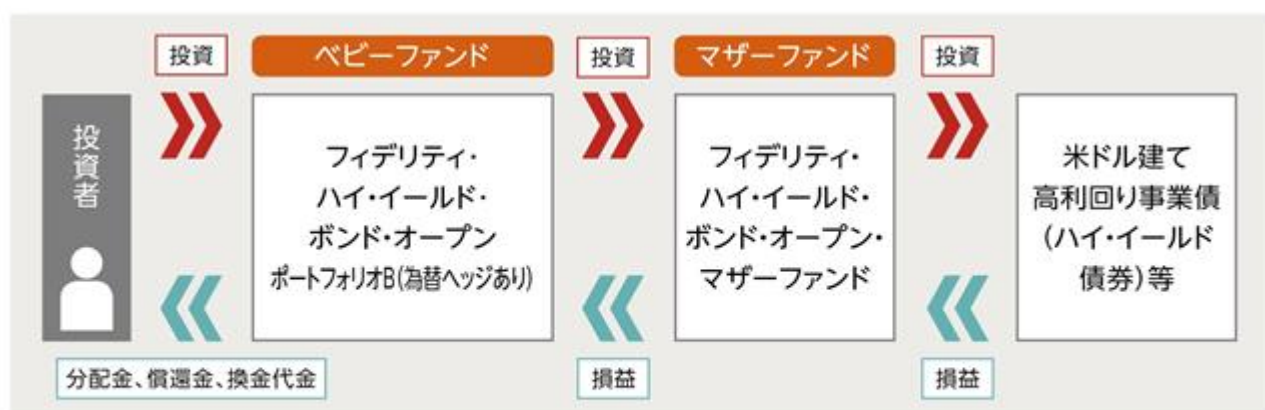 投資
ベビーファンド
投資
マザーファンド
投資
投資者
フィデリティ・
ハイ・イールド・
ボンド・オープン
ポートフォリオB(為替ヘッジあり)
フィデリティ・
ハイ・イールド・
ボンド・オープン・
マザーファンド
米ドル建て
高利回り事業債
(ハイ・イールド
債券)等
分配金、償還金、換金代金
損益
損益